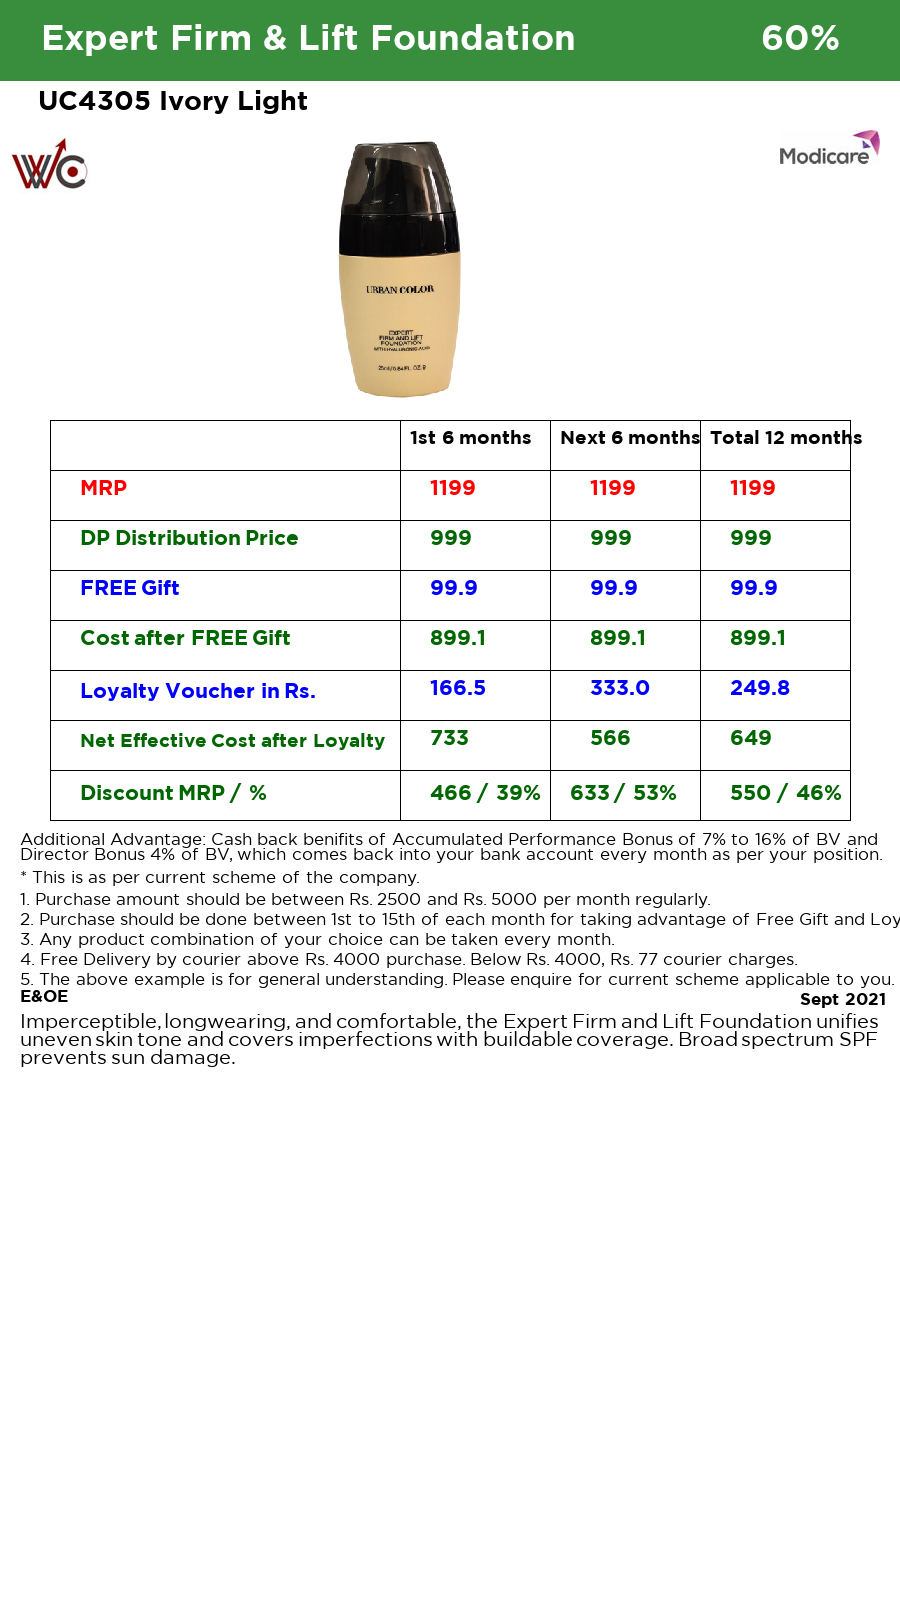 Expert Firm & Lift Foundation 60%
UC4305 Ivory Light
WC
Modicare
URBAN COLOR
EXPERT
FIRM AND LIFT
FOUNDATION
WITH HYALURONIC ACID
1st 6 months Next 6 months Total 12 months
MRP 1199 1199 1199
DP Distribution Price 999 999 999
FREE Gift 99.9 99.9 99.9
Cost after FREE Gift 899.1 899.1 899.1
Loyalty Voucher in Rs. 166.5 333.0 249.8
Net Effective Cost after Loyalty 733 566 649
Discount MRP / % 466 / 39% 633 / 53% 550 / 46%
Additional Advantage: Cash back benifits of Accumulated Performance Bonus of 7% to 16% of BV and
Director Bonus 4% of BV, which comes back into your bank account every month as per your position.
* This is as per current scheme of the company.
1. Purchase amount should be between Rs. 2500 and Rs. 5000 per month regularly.
2. Purchase should be done between 1st to 15th of each month for taking advantage of Free Gift and Loy
3. Any product combination of your choice can be taken every month.
4. Free Delivery by courier above Rs. 4000 purchase. Below Rs. 4000, Rs. 77 courier charges.
5. The above example is for general understanding. Please enquire for current scheme applicable to you.
E&OE
Sept 2021
Imperceptible, longwearing, and comfortable, the Expert Firm and Lift Foundation unifies
uneven skin tone and covers imperfections with buildable coverage. Broad spectrum SPF
prevents sun damage.